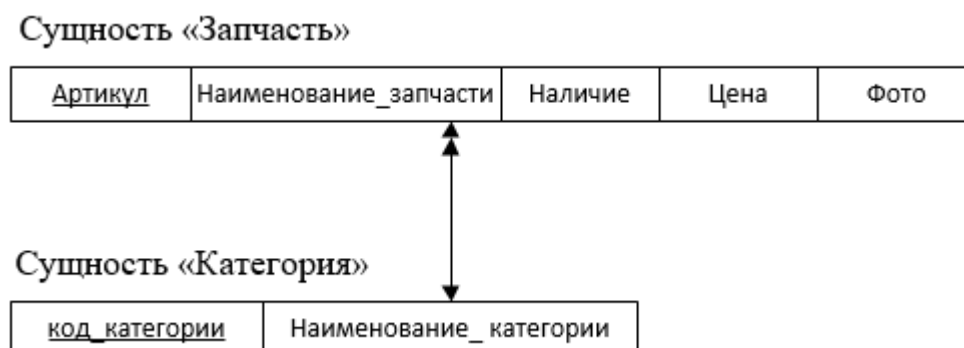 Сущность «Запчасть»
Артикул Наименование_запчасти Наличие Цена Фото
Сущность «Категория»
код_категории Наименование_ категории